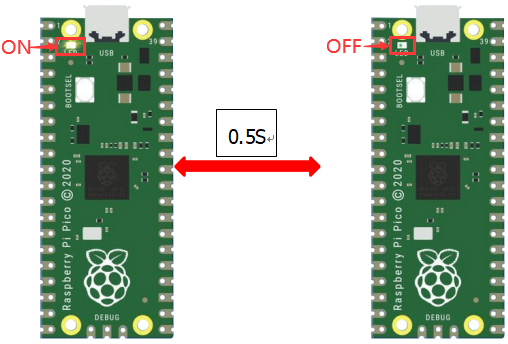 ON
1
39
LED
USB
BOOTSEL
Raspberry Pi Pico © 2020
DEBUG
0.5S
OFF
1
39
LED
USB
BOOTSEL
Raspberry Pi Pico © 2020
DEBUG